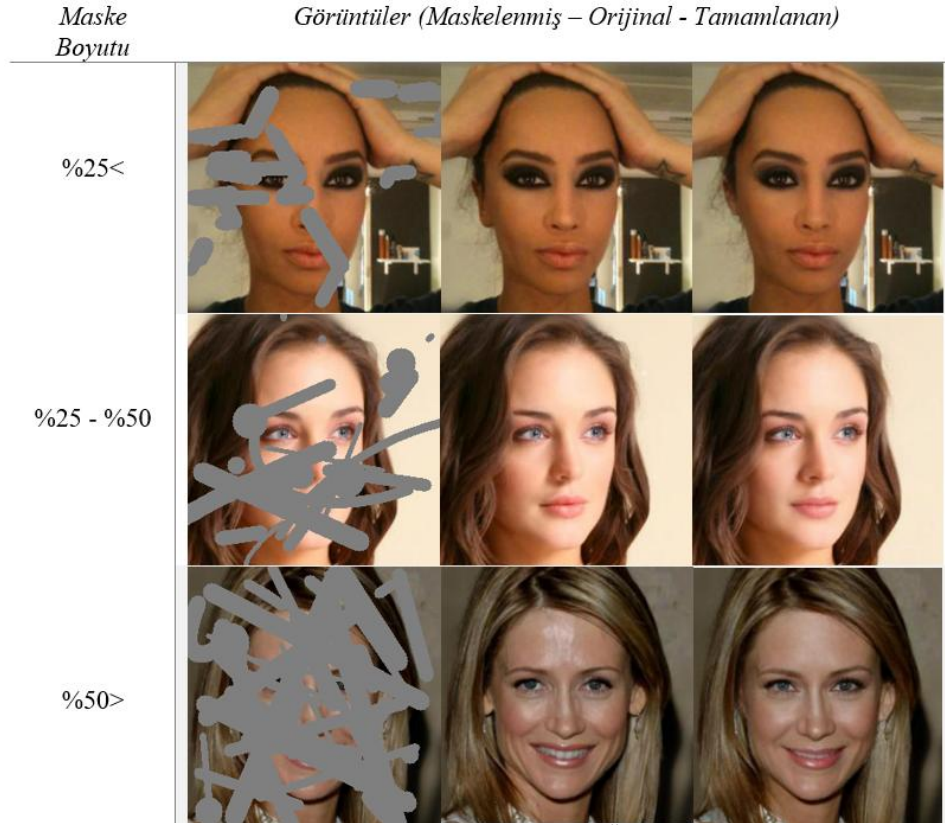 Maske
Boyutu
Görüntüler (Maskelenmiş – Orijinal - Tamamlanan)
%25<
%25 - %50
%50>